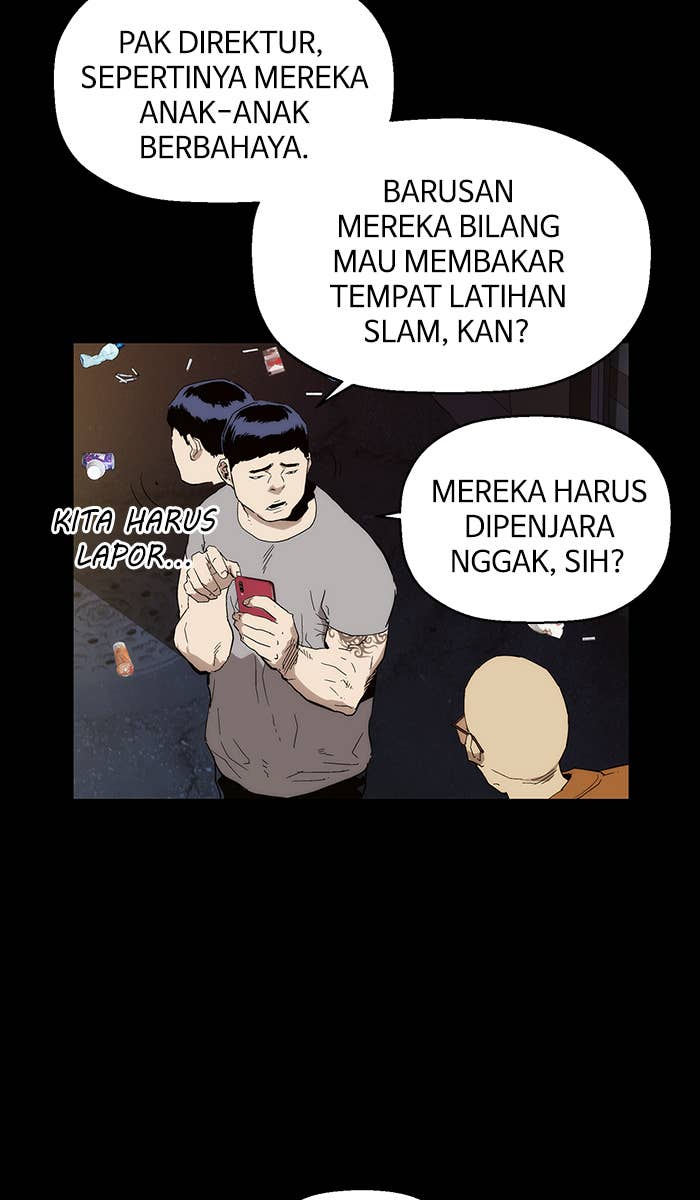 PAK DIREKTUR,
SEPERTINYA MEREKA
ANAK-ANAK
BERBAHAYA.
BARUSAN
MEREKA BILANG
MAU MEMBAKAR
TEMPAT LATIHAN
SLAM, KAN?
MEREKA HARUS
DIPENJARA
NGGAK, SIH?
KITA HARUS
LAPOR...